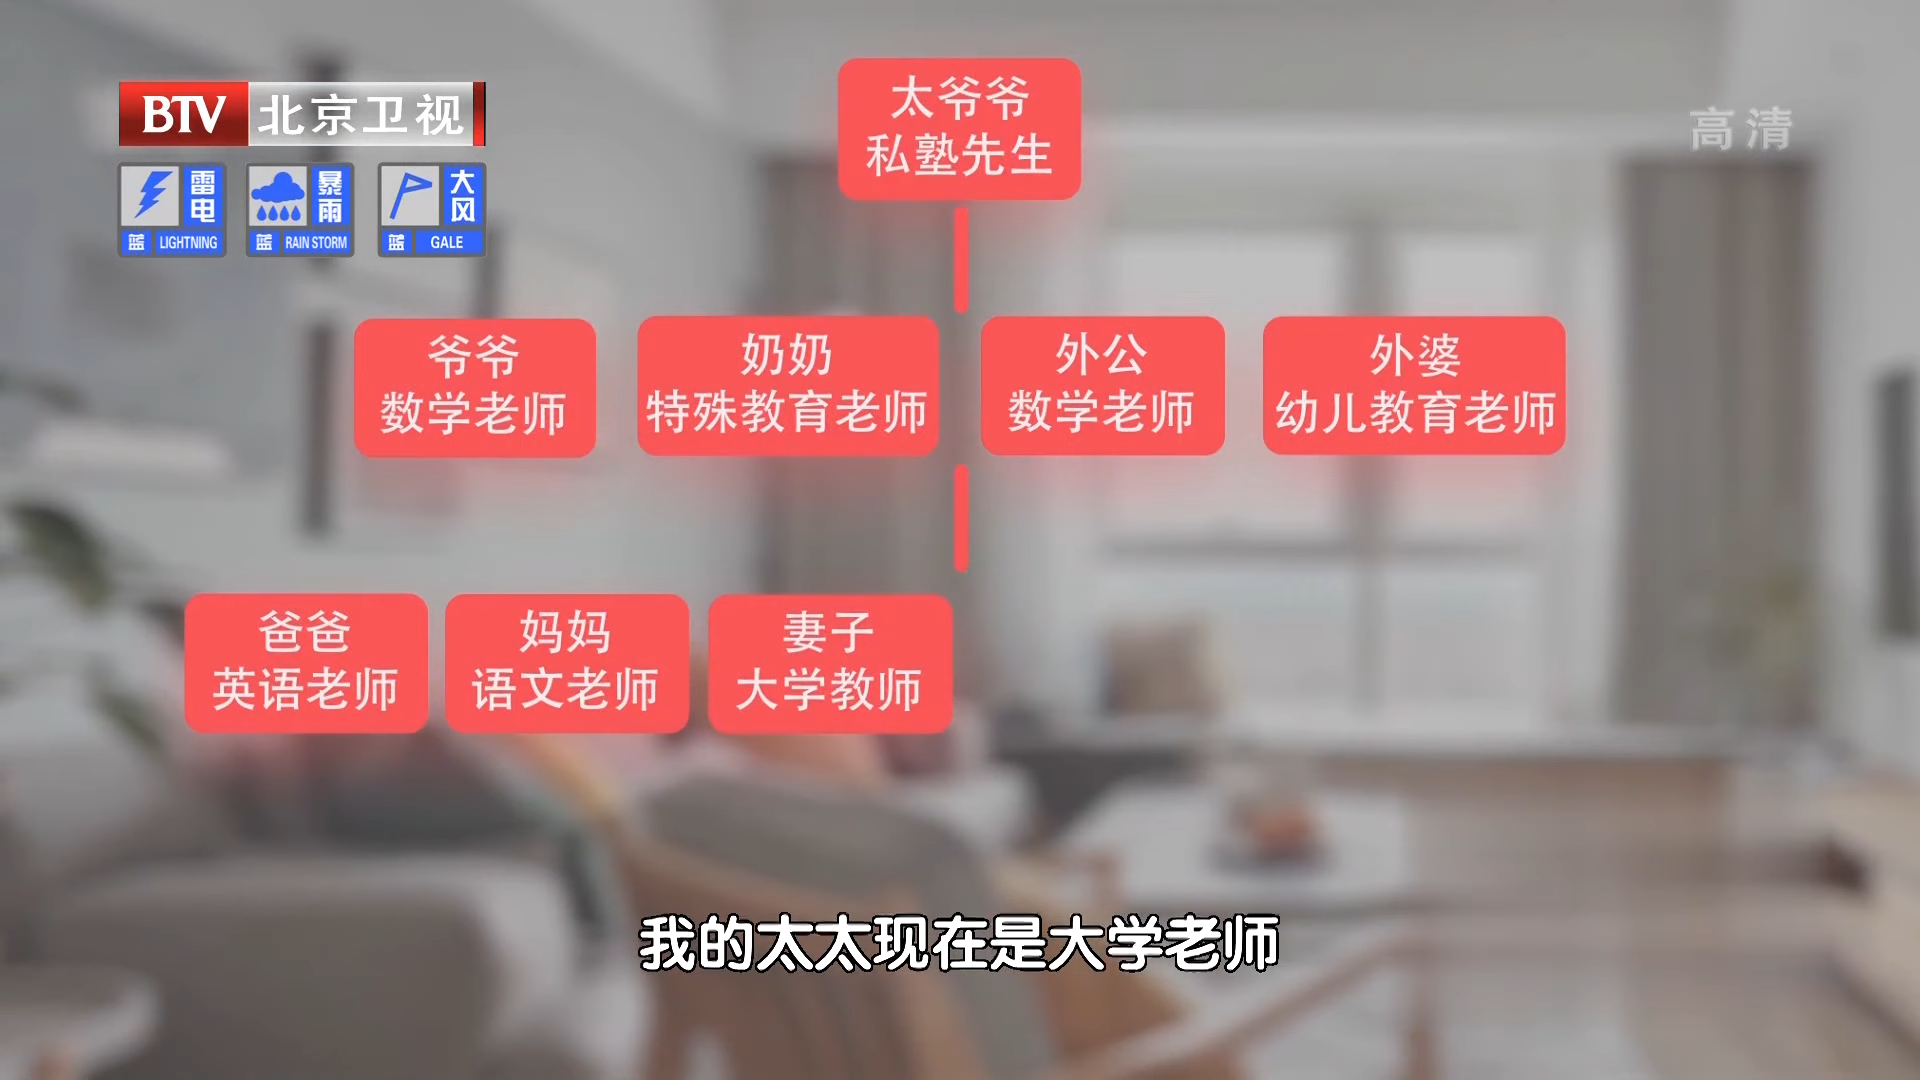 BTV 北京卫视
高清
雷电
蓝 LIGHTNING
暴雨
蓝 RAIN STORM
大风
蓝 GALE
太爷爷
私塾先生
爷爷
数学老师
奶奶
特殊教育老师
外公
数学老师
外婆
幼儿教育老师
爸爸
英语老师
妈妈
语文老师
妻子
大学教师
我的太太现在是大学老师